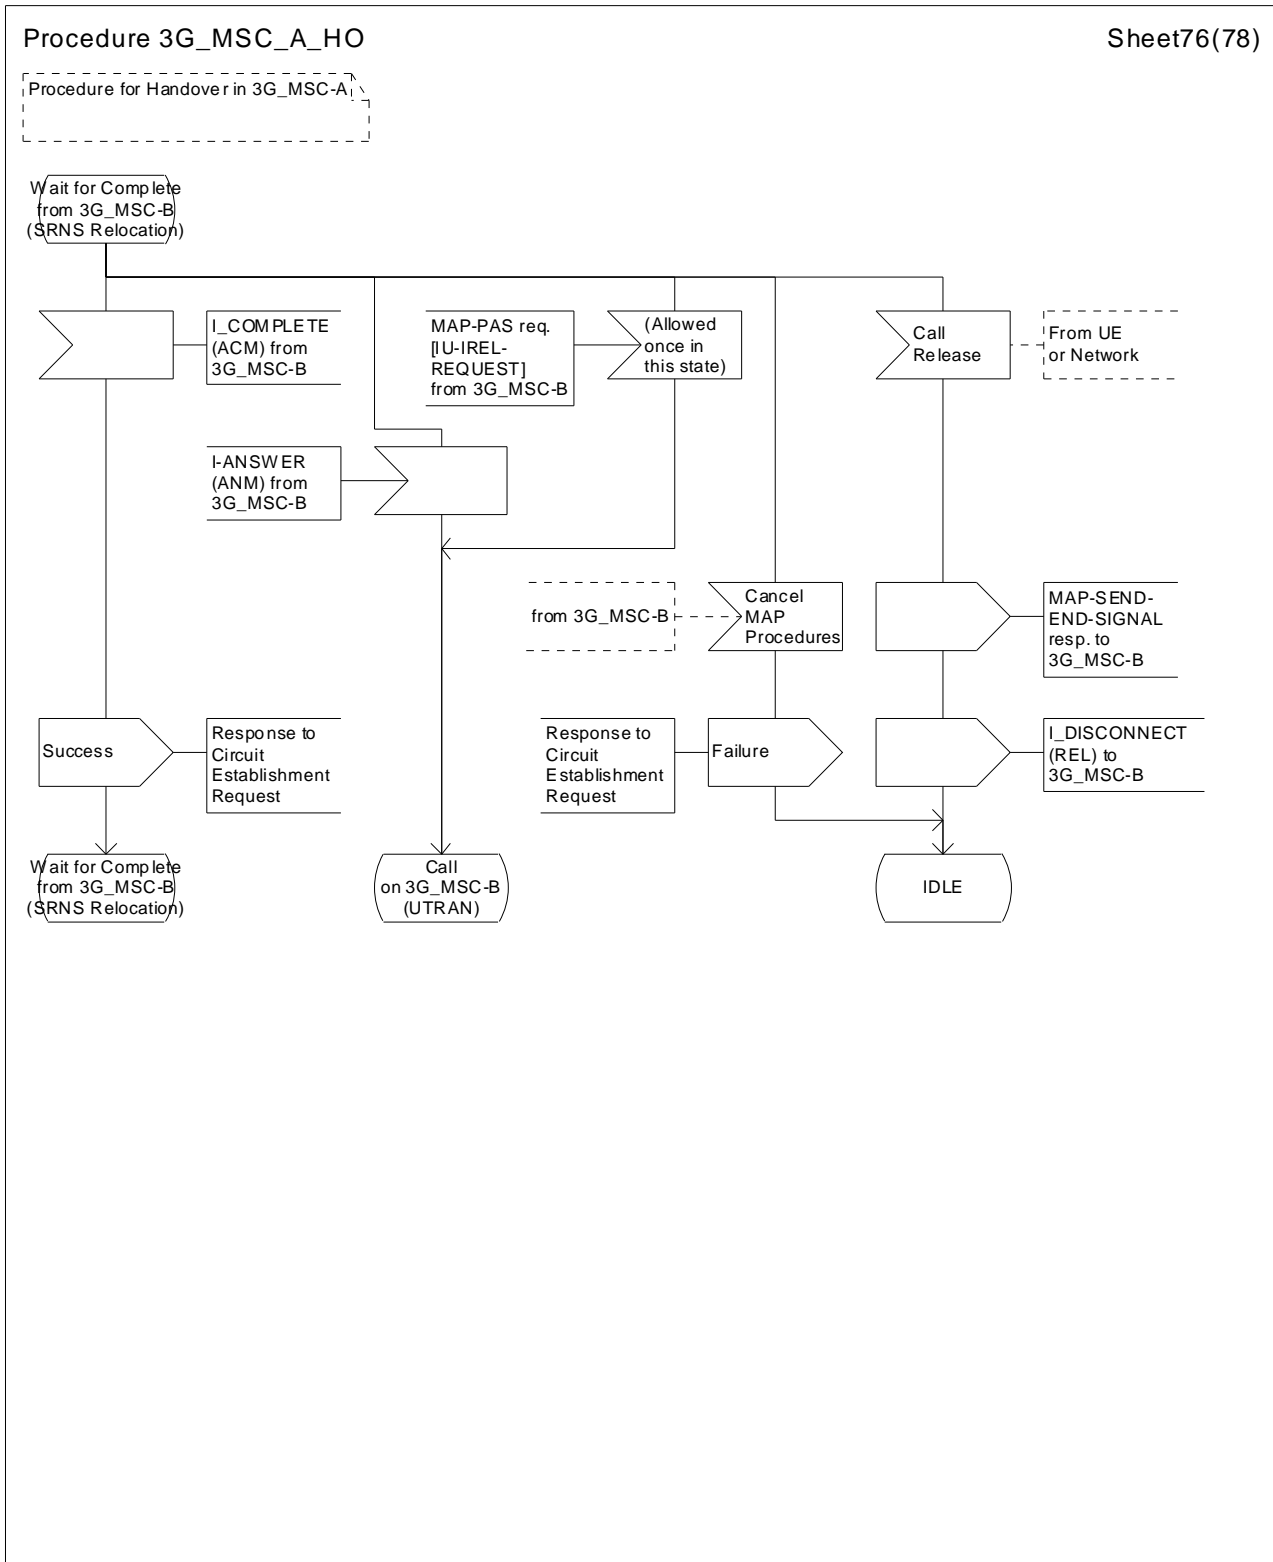 Procedure 3G_MSC_A_HO
Sheet76(78)
Procedure for Handover in 3G_MSC-A
Wait for Complete
from 3G_MSC-B
(SRNS Relocation)
I_COMPLETE
(ACM) from
3G_MSC-B
MAP-PAS req.
[IU-IREL-
REQUEST]
from 3G_MSC-B
(Allowed
once in
this state)
Call
Release
From UE
or Network
I-ANSWER
(ANM) from
3G_MSC-B
from 3G_MSC-B
Cancel
MAP
Procedures
MAP-SEND-
END-SIGNAL
resp. to
3G_MSC-B
Success
Response to
Circuit
Establishment
Request
Response to
Circuit
Establishment
Request
Failure
I_DISCONNECT
(REL) to
3G_MSC-B
Wait for Complete
from 3G_MSC-B
(SRNS Relocation)
Call
on 3G_MSC-B
(UTRAN)
IDLE